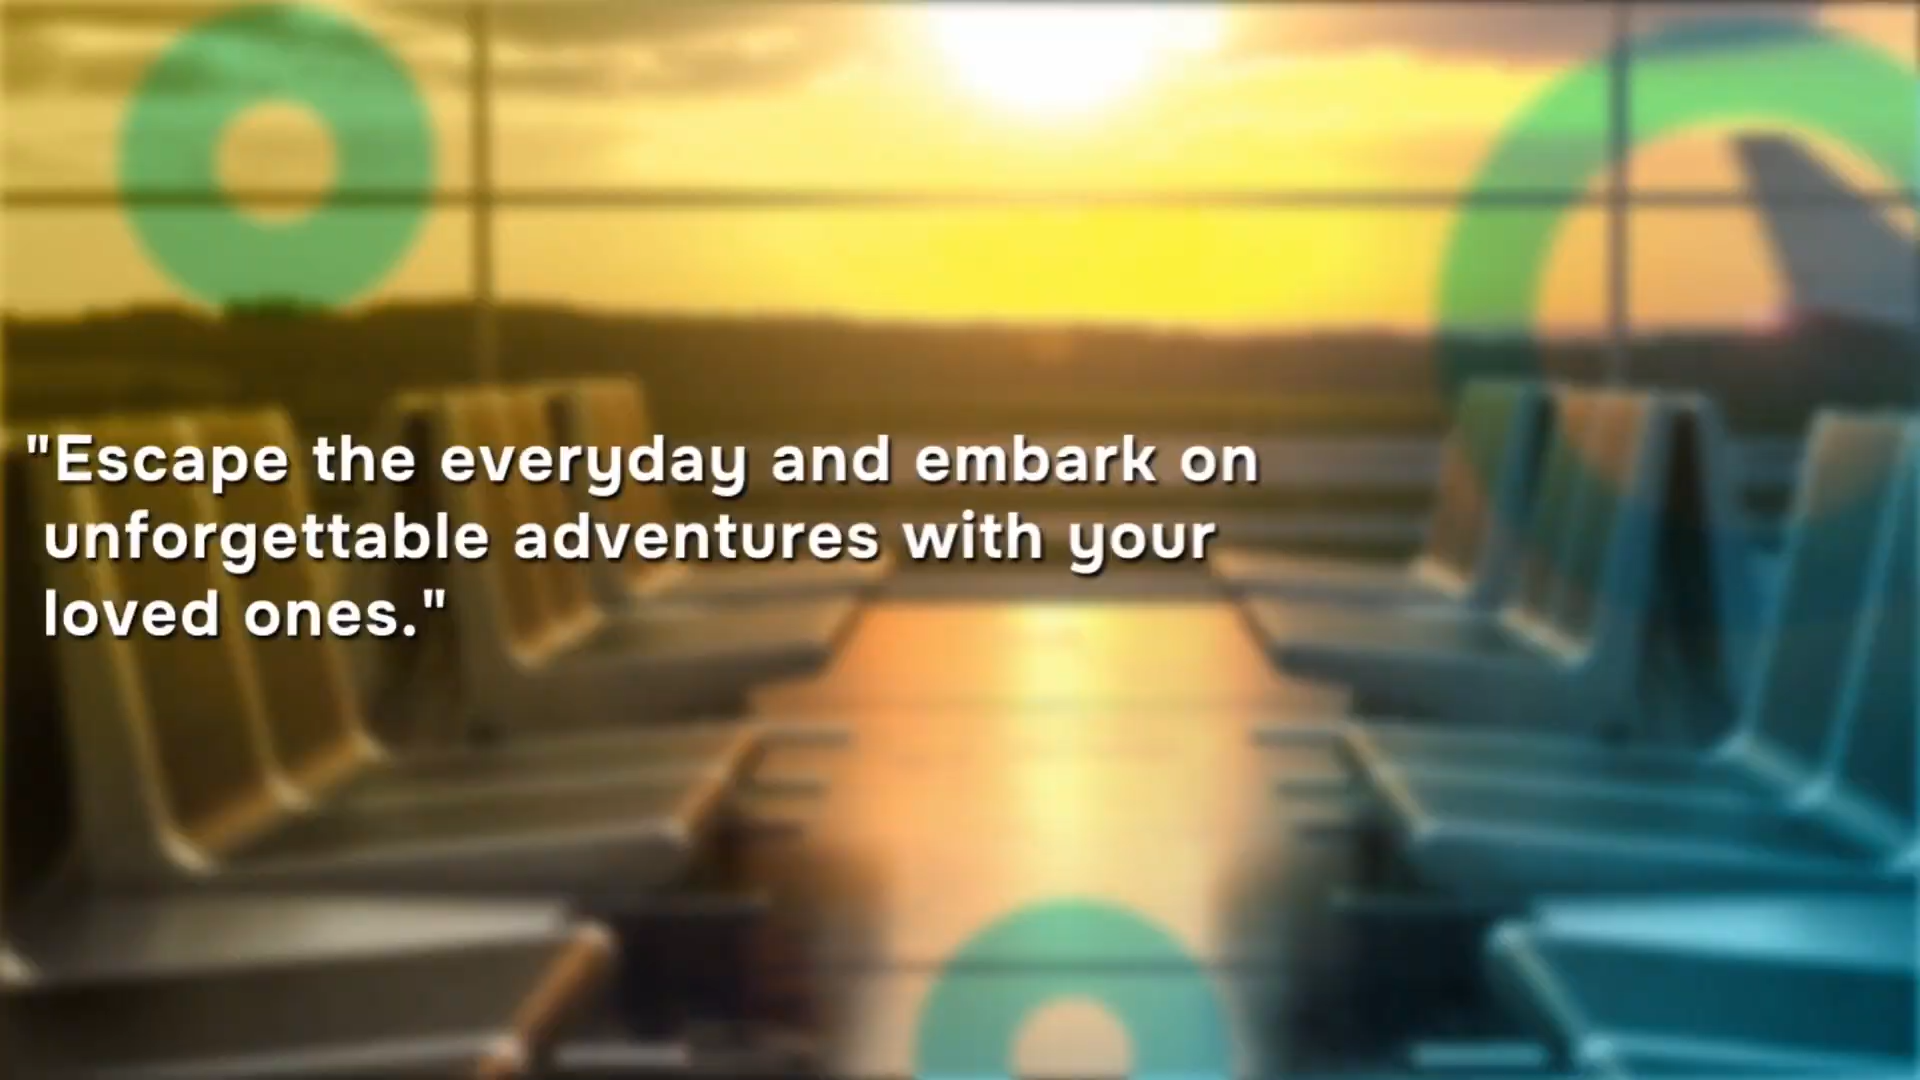 "Escape the everyday and embark on
unforgettable adventures with your
loved ones."